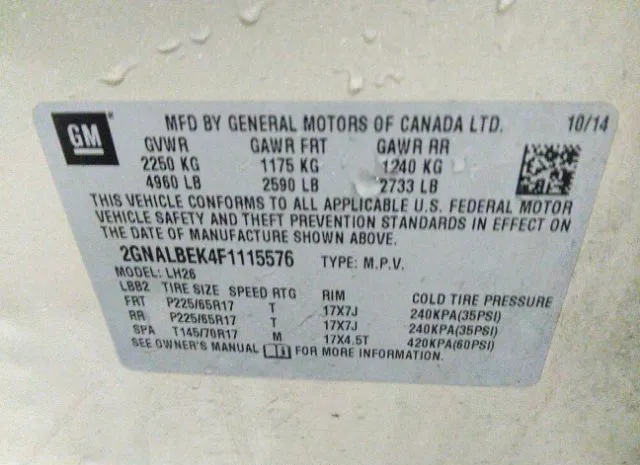 GM
MFD BY GENERAL MOTORS OF CANADA LTD. 10/14
GVWR GAWR FRT GAWR RR
2250 KG 1175 KG 1240 KG
4960 LB 2590 LB 2733 LB
THIS VEHICLE CONFORMS TO ALL APPLICABLE U.S. FEDERAL MOTOR
VEHICLE SAFETY AND THEFT PREVENTION STANDARDS IN EFFECT ON
THE DATE OF MANUFACTURE SHOWN ABOVE.
2GNALBEK4F1115576 TYPE: M.P.V.
MODEL: LH26
LBB2 TIRE SIZE SPEED RTG RIM COLD TIRE PRESSURE
FRT P225/65R17 T 17X7J 240KPA(35PSI)
RR P225/65R17 T 17X7J 240KPA(35PSI)
SPA T145/70R17 M 17X4.5T 420KPA(60PSI)
SEE OWNER'S MANUAL FOR MORE INFORMATION.